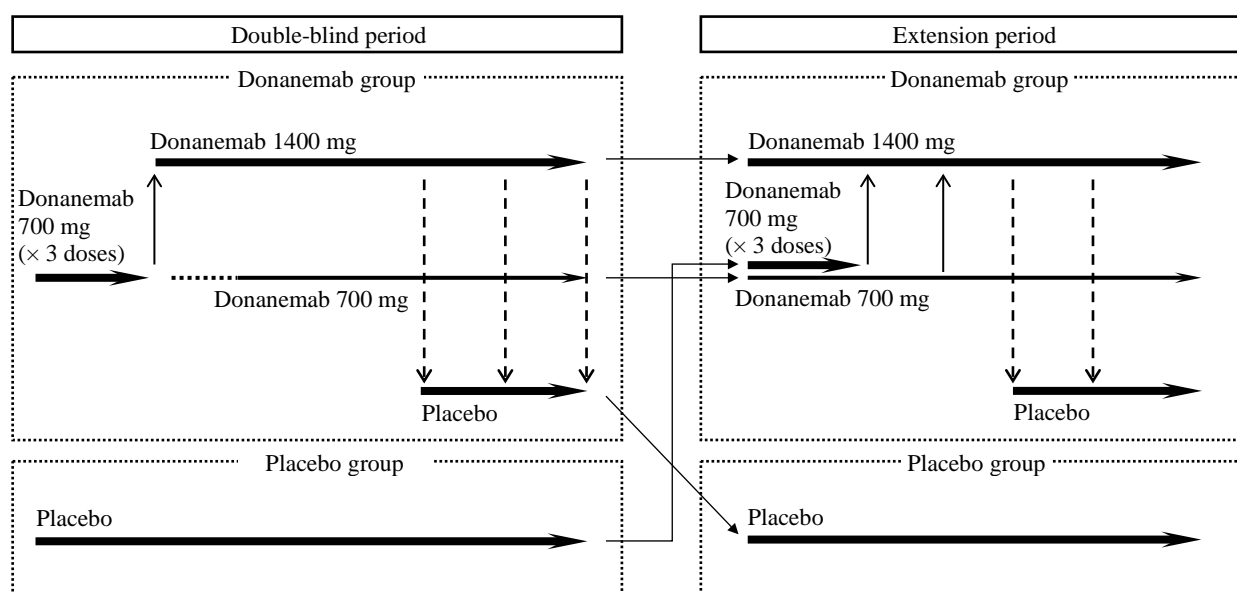 Double-blind period
Extension period
Donanemab group
Donanemab group
Donanemab 1400 mg
Donanemab
700 mg
(× 3 doses)
Donanemab 700 mg
Placebo
Donanemab 1400 mg
Donanemab
700 mg
(× 3 doses)
Donanemab 700 mg
Placebo
Placebo group
Placebo group
Placebo
Placebo